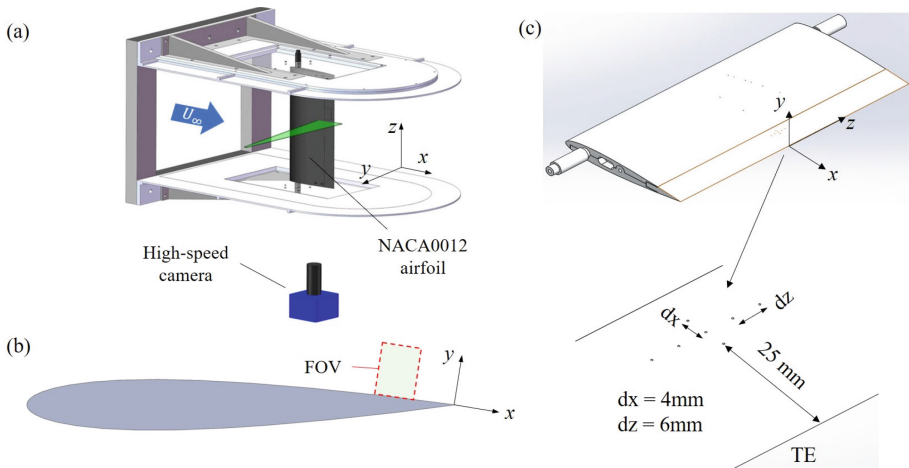 (a)
U∞
z
x
y
NACA0012
airfoil
High-speed
camera
(b)
FOV
y
x
(c)
y
z
x
dx
dz
25 mm
dx = 4mm
dz = 6mm
TE